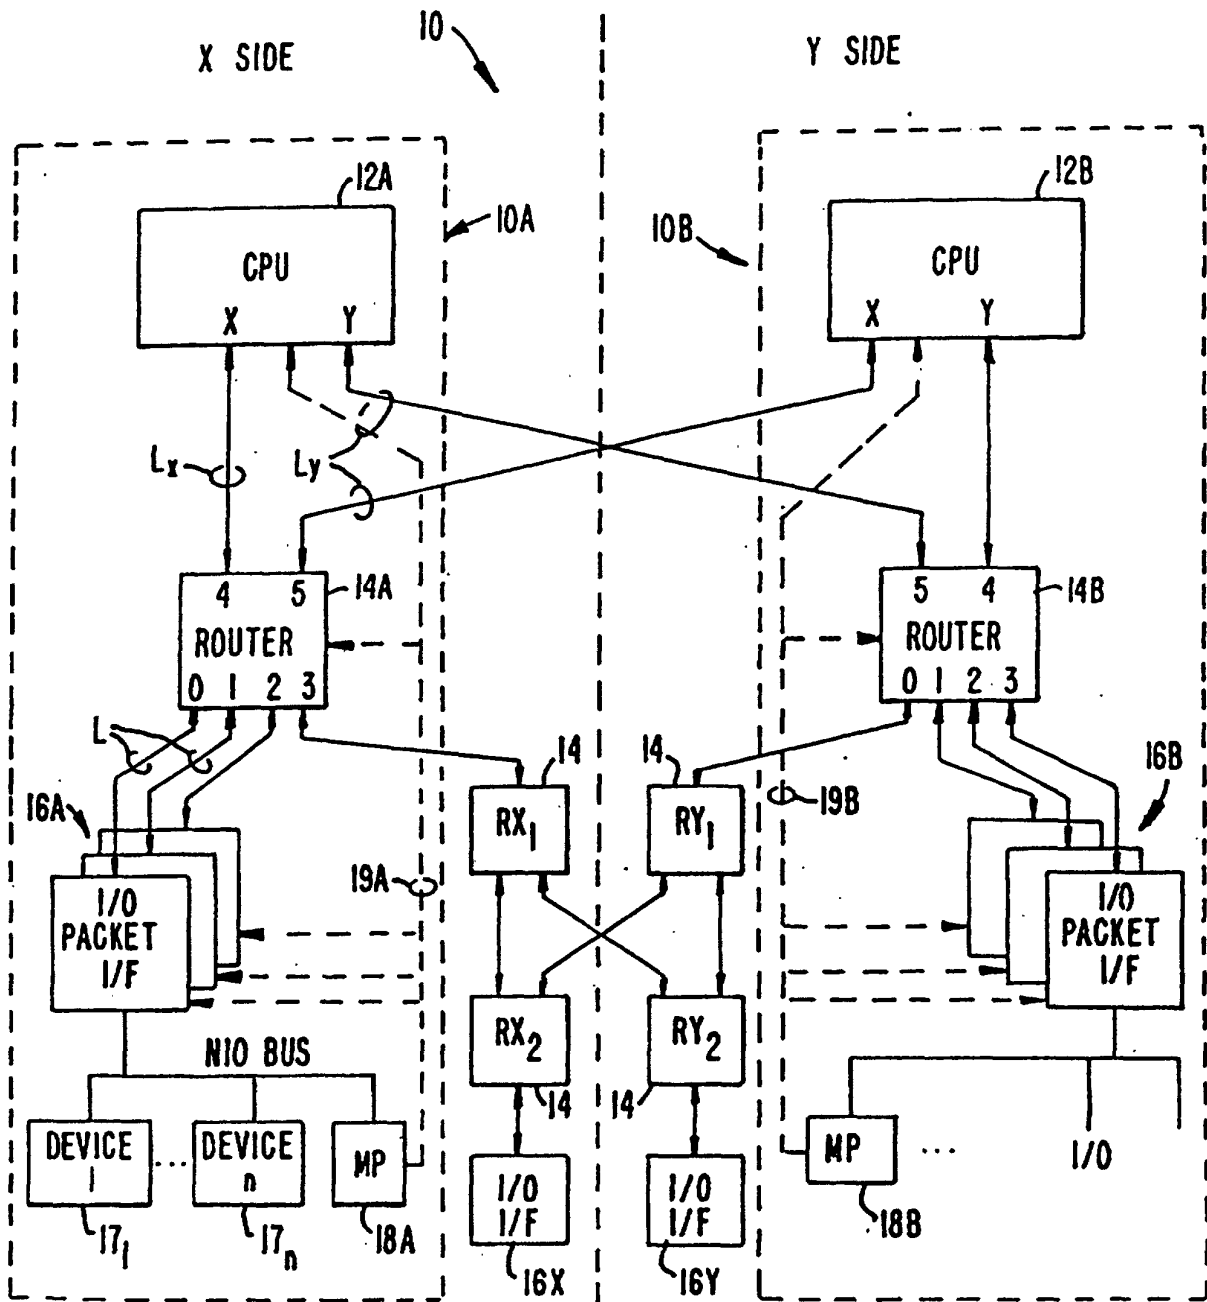 X SIDE
10
Y SIDE
12A
CPU
X Y
10A
12B
CPU
X Y
10B
Lx
Ly
4 5
14A
ROUTER
0 1 2 3
5 4
14B
ROUTER
0 1 2 3
L
16A
I/O
PACKET
I/F
19A
14
RX1
14
RY1
19B
16B
I/O
PACKET
I/F
RX2
14
RY2
14
NIO BUS
DEVICE
1
...
DEVICE
n
MP
171
17n
18A
I/O
I/F
16X
I/O
I/F
16Y
MP
...
I/O
18B